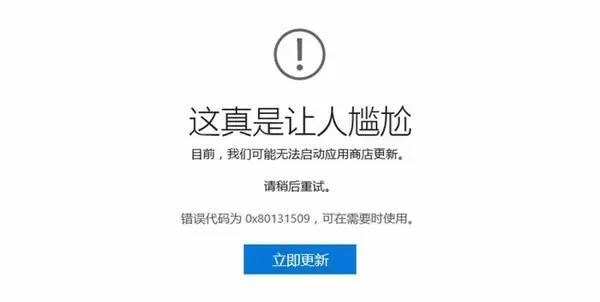 这真是让人尴尬
目前，我们可能无法启动应用商店更新。
请稍后重试。
错误代码为 0x80131509，可在需要时使用。
立即更新